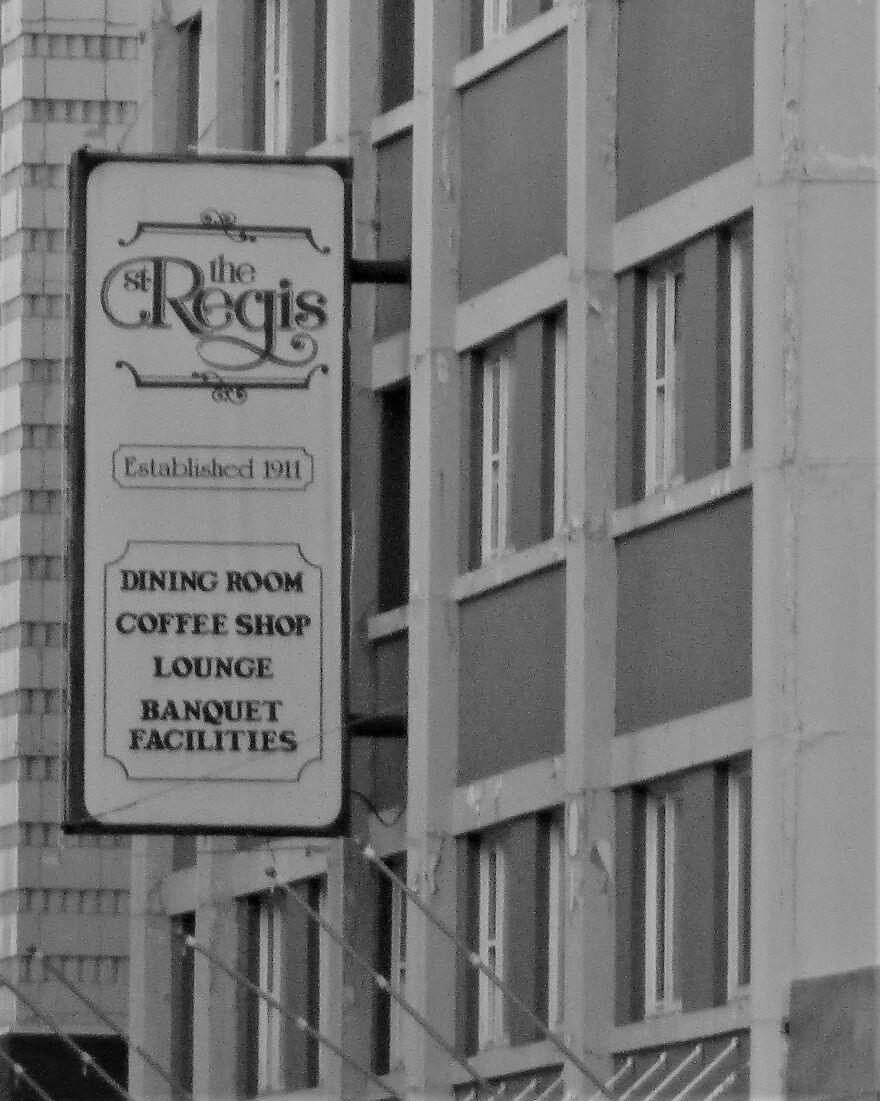 the
St. Regis
Established 1911
DINING ROOM
COFFEE SHOP
LOUNGE
BANQUET
FACILITIES